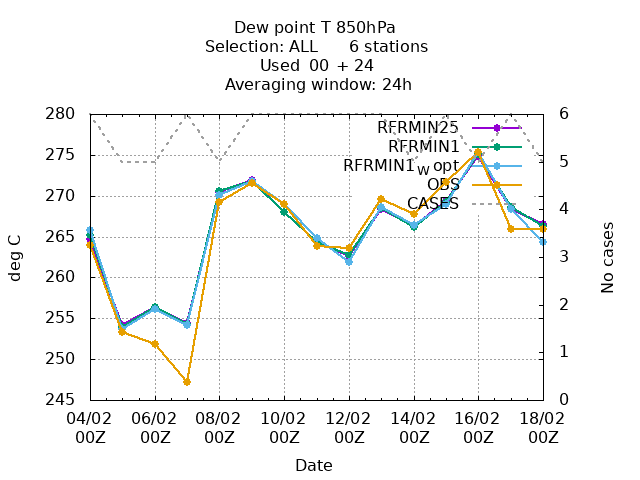 Dew point T 850hPa
Selection: ALL 6 stations
Used 00 + 24
Averaging window: 24h
280 6
RFRMIN25
RFRMIN1
275 5
RFRMIN1w opt
OBS
CASES
270 4
265
3
260
2
255
250 1
245 0
deg C
No cases
04/02 06/02 08/02 10/02 12/02 14/02 16/02 18/02
00Z 00Z 00Z 00Z 00Z 00Z 00Z 00Z
Date